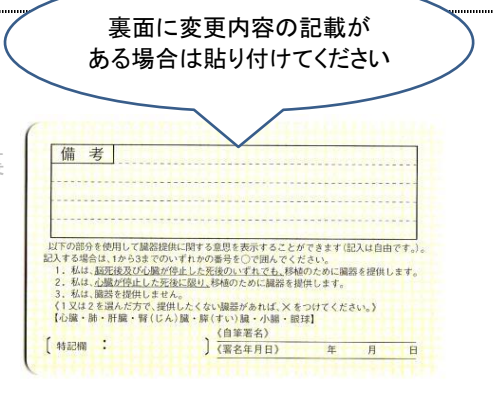 裏面に変更内容の記載が
ある場合は貼り付けてください
備 考
以下の部分を使用して臓器提供に関する意思を表示することができます(記入は自由です。)。
記入する場合は、1から3までのいずれかの番号を○で囲んでください。
1．私は、脳死後及び心臓が停止した死後のいずれでも、移植のために臓器を提供します。
2．私は、心臓が停止した死後に限り、移植のために臓器を提供します。
3．私は、臓器を提供しません。
《1又は2を選んだ方で、提供したくない臓器があれば、×をつけてください。》
【心臓・肺・肝臓・腎(じん)臓・膵(すい)臓・小腸・眼球】
〔 特記欄 ： 〕
《自筆署名》
《署名年月日》 年 月 日